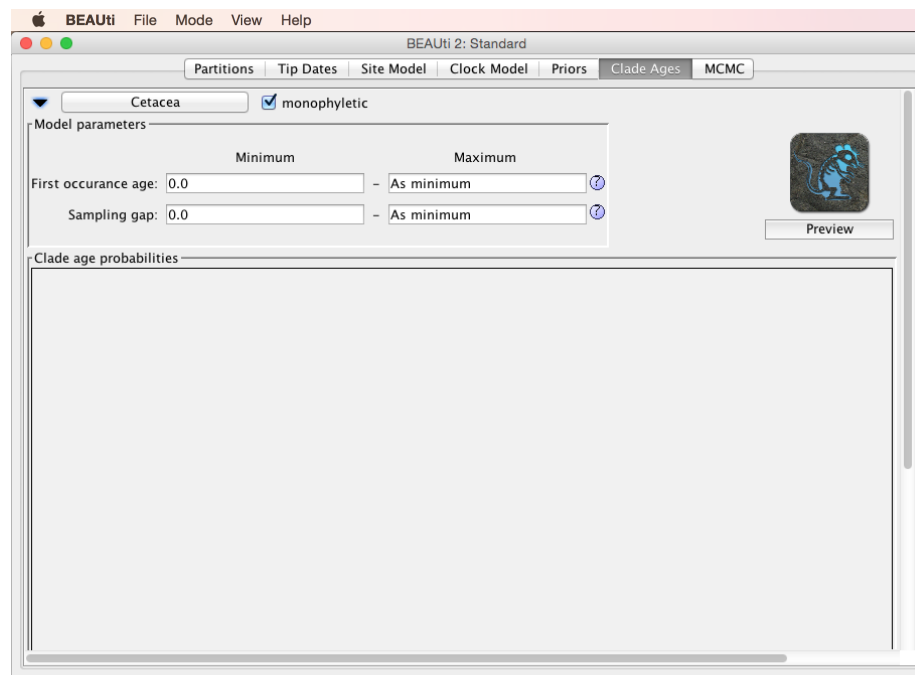 BEAUti File Mode View Help
BEAUti 2: Standard
Partitions Tip Dates Site Model Clock Model Priors Clade Ages MCMC
Cetacea monophyletic
Model parameters
Minimum Maximum
First occurance age: 0.0 – As minimum ?
Sampling gap: 0.0 – As minimum ?
Preview
Clade age probabilities